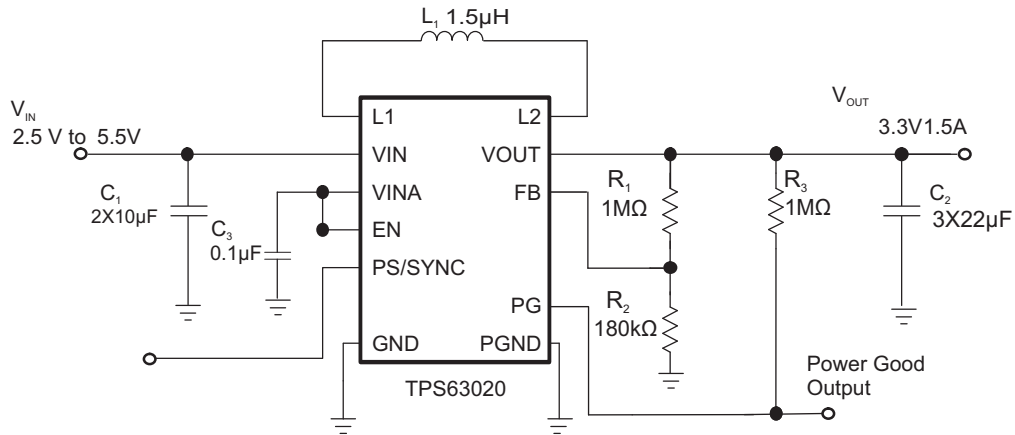 L₁ 1.5µH
V_IN
2.5 V to 5.5V
V_OUT
3.3V1.5A
L1
L2
VIN
VOUT
VINA
FB
EN
PS/SYNC
PG
GND
PGND
TPS63020
C₁
2X10µF
C₃
0.1µF
R₁
1MΩ
R₃
1MΩ
C₂
3X22µF
R₂
180kΩ
Power Good
Output